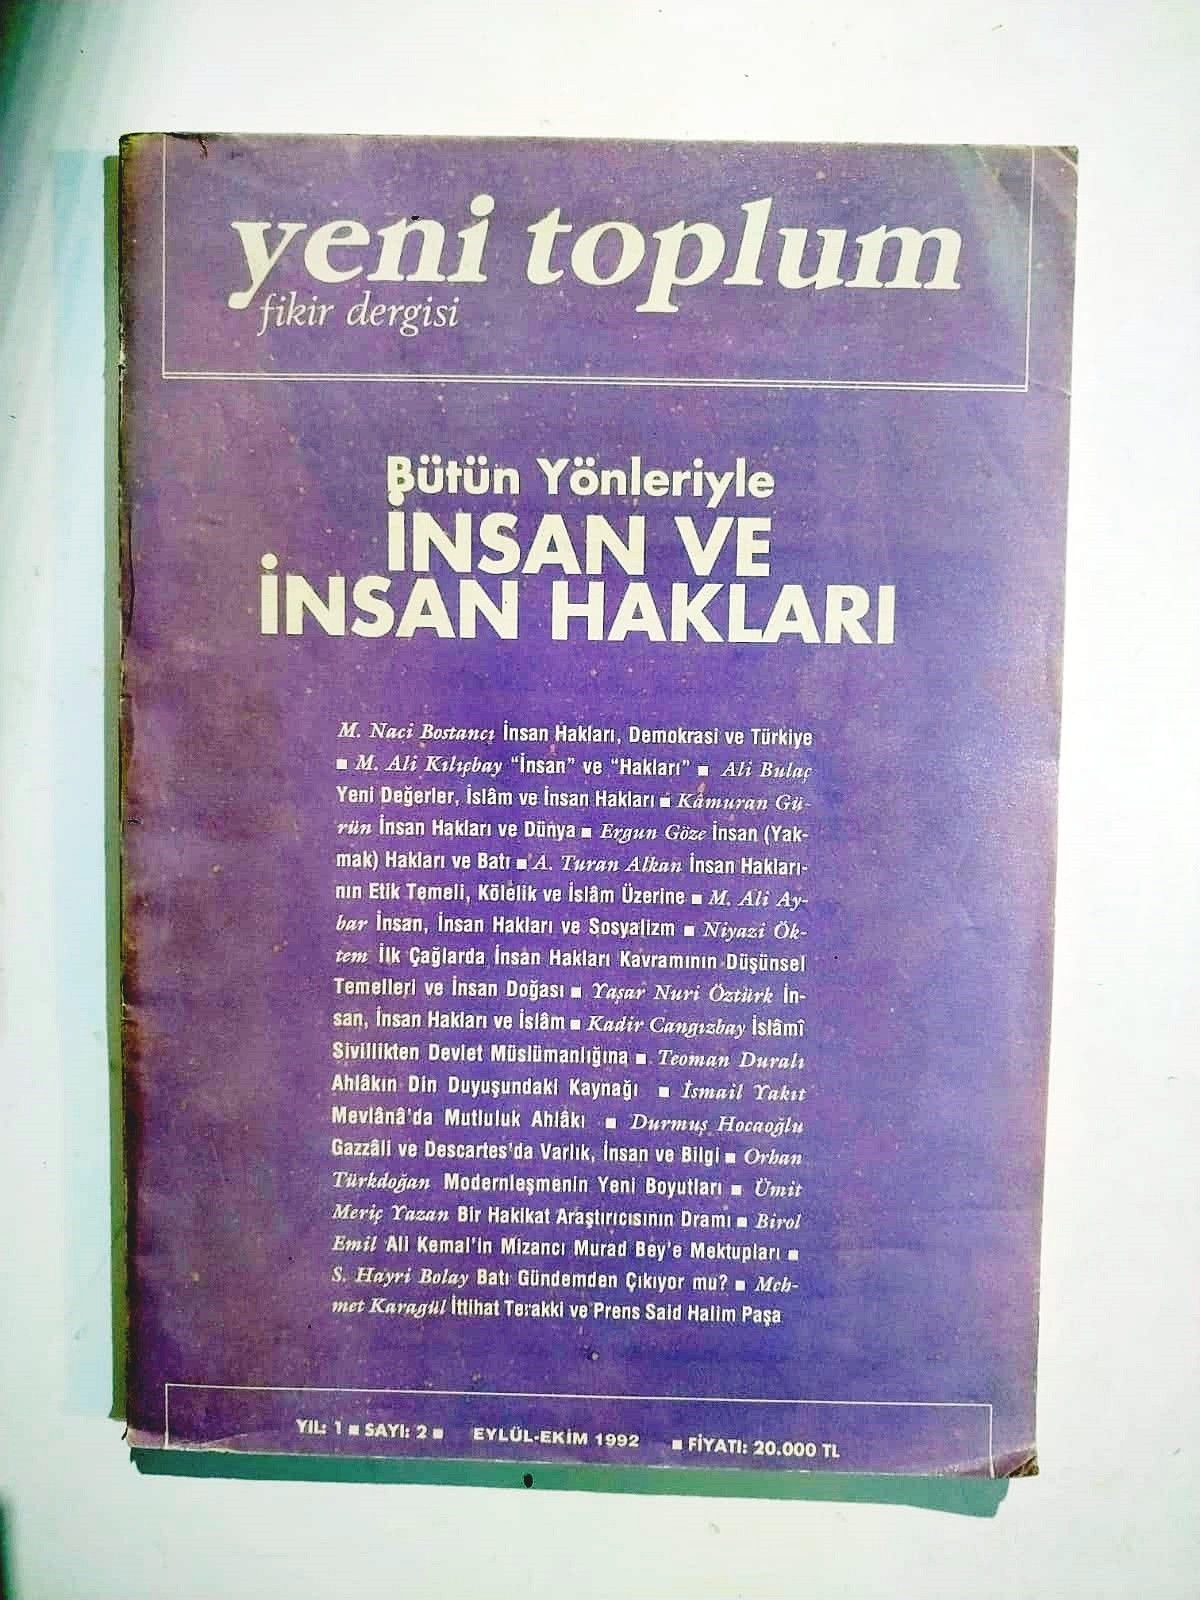 yeni toplum
fikir dergisi
Bütün Yönleriyle
İNSAN VE
İNSAN HAKLARI
M. Naci Bostancı İnsan Hakları, Demokrasi ve Türkiye
■ M. Ali Kılıçbay “İnsan” ve “Hakları” ■ Ali Bulaç
Yeni Değerler, İslâm ve İnsan Hakları ■ Kâmuran Gü-
rün İnsan Hakları ve Dünya ■ Ergun Göze İnsan (Yak-
mak) Hakları ve Batı ■ A. Turan Alkan İnsan Hakları-
nın Etik Temeli, Kölelik ve İslâm Üzerine ■ M. Ali Ay-
bar İnsan, İnsan Hakları ve Sosyalizm ■ Niyazi Ök-
tem İlk Çağlarda İnsan Hakları Kavramının Düşünsel
Temelleri ve İnsan Doğası ■ Yaşar Nuri Öztürk İn-
san, İnsan Hakları ve İslâm ■ Kadir Cangızbay İslâmî
Sivillikten Devlet Müslümanlığına ■ Teoman Duralı
Ahlâkın Din Duyuşundaki Kaynağı ■ İsmail Yakıt
Mevlânâ'da Mutluluk Ahlâkı ■ Durmuş Hocaoğlu
Gazzâli ve Descartes'da Varlık, İnsan ve Bilgi ■ Orhan
Türkdoğan Modernleşmenin Yeni Boyutları ■ Ümit
Meriç Yazan Bir Hakikat Araştırıcısının Dramı ■ Birol
Emil Ali Kemal'in Mizancı Murad Bey'e Mektupları ■
S. Hayri Bolay Batı Gündemden Çıkıyor mu? ■ Meh-
met Karagül İttihat Terakki ve Prens Said Halim Paşa
YIL: 1 ■ SAYI: 2 ■ EYLÜL-EKİM 1992 ■ FİYATI: 20.000 TL